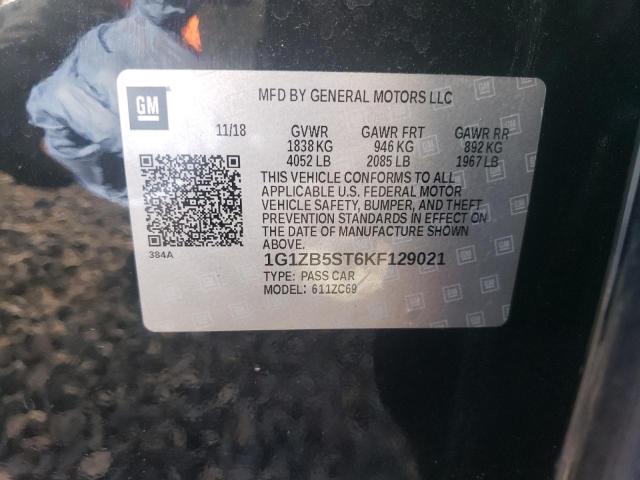 GM
MFD BY GENERAL MOTORS LLC
11/18 GVWR GAWR FRT GAWR RR
1838 KG 946 KG 892 KG
4052 LB 2085 LB 1967 LB
THIS VEHICLE CONFORMS TO ALL
APPLICABLE U.S. FEDERAL MOTOR
VEHICLE SAFETY, BUMPER, AND THEFT
PREVENTION STANDARDS IN EFFECT ON
THE DATE OF MANUFACTURE SHOWN
ABOVE.
384A
1G1ZB5ST6KF129021
TYPE: PASS CAR
MODEL: 611ZC69